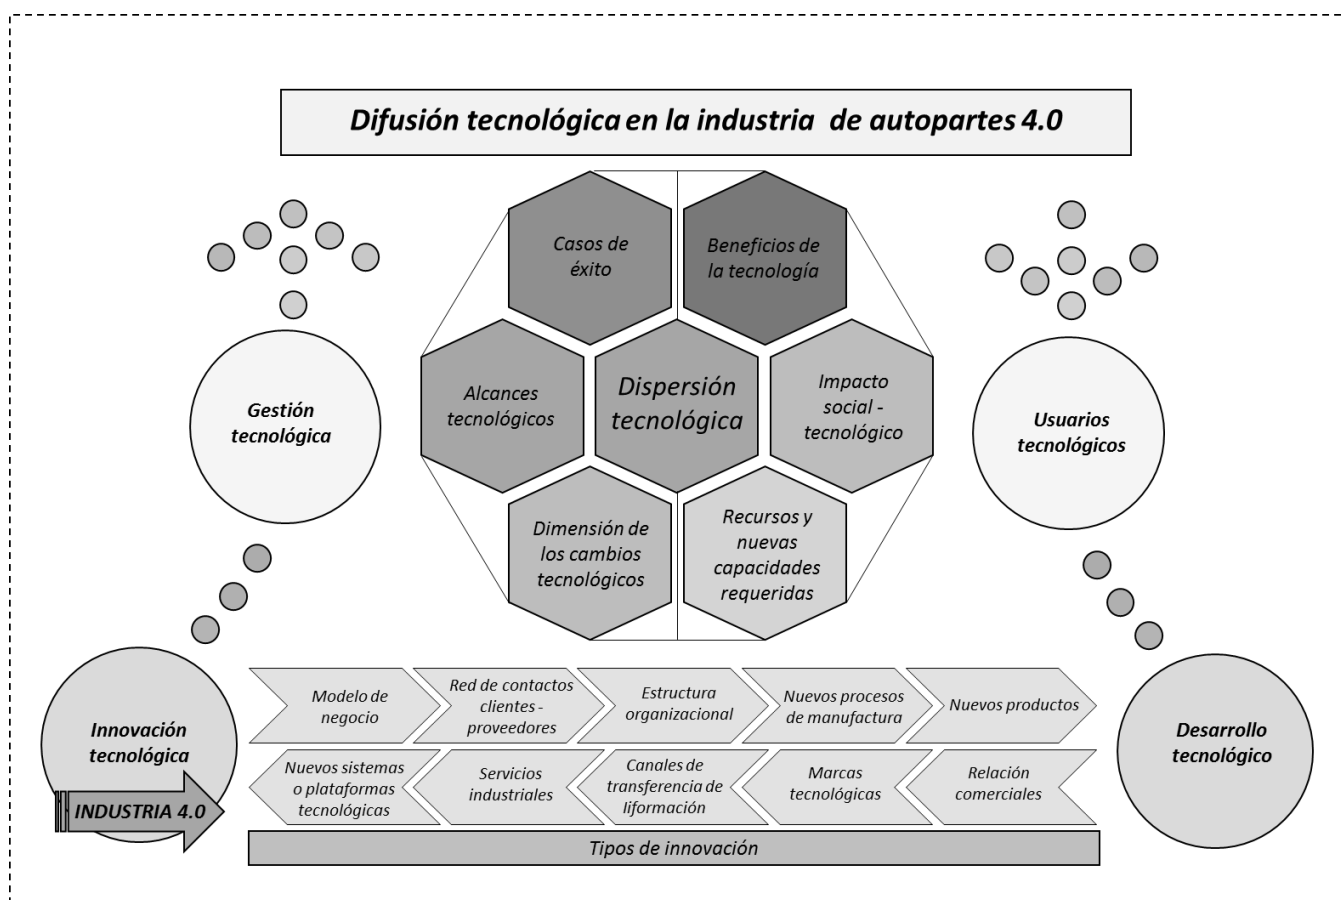 Difusión tecnológica en la industria de autopartes 4.0
Casos de
éxito
Beneficios de
la tecnología
Alcances
tecnológicos
Dispersión
tecnológica
Impacto
social -
tecnológico
Dimensión de
los cambios
tecnológicos
Recursos y
nuevas
capacidades
requeridas
Gestión
tecnológica
Usuarios
tecnológicos
Innovación
tecnológica
INDUSTRIA 4.0
Desarrollo
tecnológico
Modelo de
negocio
Red de contactos
clientes -
proveedores
Estructura
organizacional
Nuevos procesos
de manufactura
Nuevos productos
Nuevos sistemas
o plataformas
tecnológicas
Servicios
industriales
Canales de
transferencia de
liformación
Marcas
tecnológicas
Relación
comerciales
Tipos de innovación